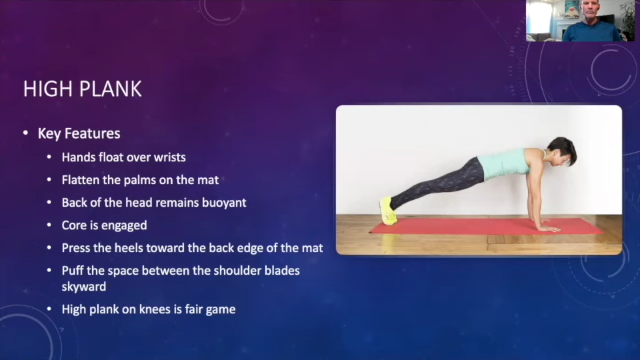 HIGH PLANK
• Key Features
• Hands float over wrists
• Flatten the palms on the mat
• Back of the head remains buoyant
• Core is engaged
• Press the heels toward the back edge of the mat
• Puff the space between the shoulder blades
skyward
• High plank on knees is fair game